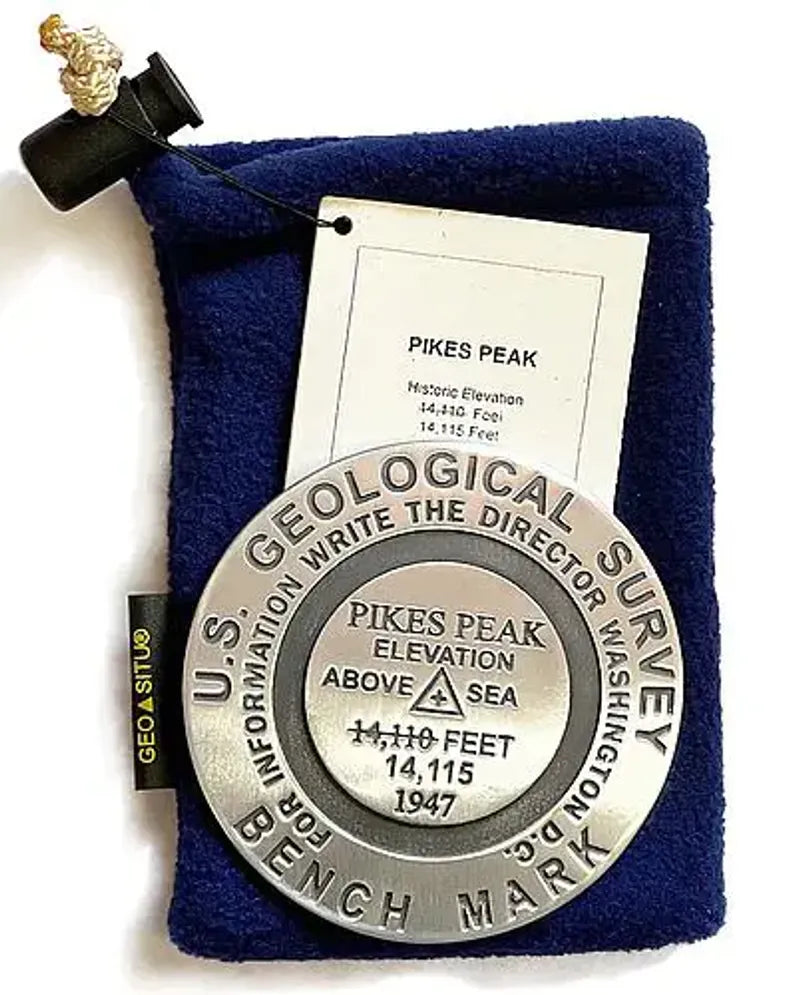 PIKES PEAK
Historic Elevation
14,110 Feet
14,115 Feet
U.S. GEOLOGICAL SURVEY
FOR INFORMATION WRITE THE DIRECTOR WASHINGTON D.C.
PIKES PEAK
ELEVATION
ABOVE SEA
14,110 FEET
14,115
1947
BENCH MARK
GEO▲SITU®